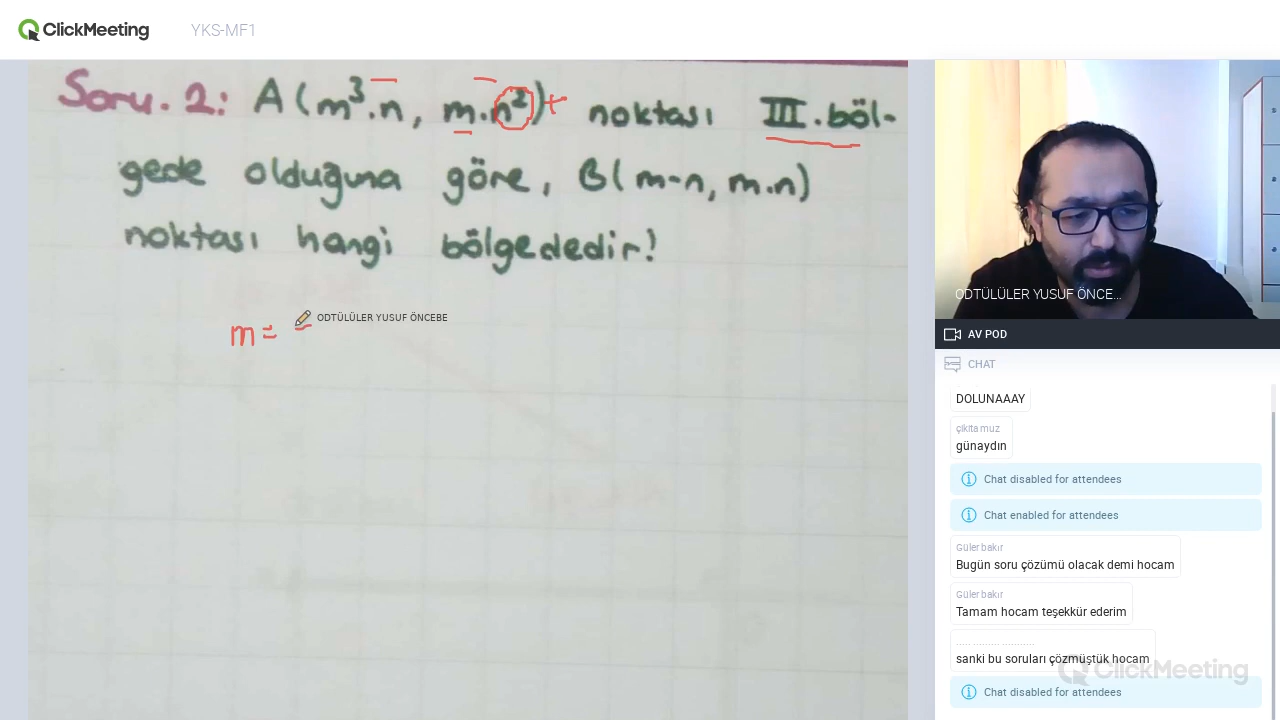 ClickMeeting
YKS-MF1
Soru.2: A(m³.n, m.n²)+ noktası III.böl-
gede olduğuna göre, B(m-n, m.n)
noktası hangi bölgededir!
m = -
ODTÜLÜLER YUSUF ÖNCEBE
ODTÜLÜLER YUSUF ÖNCE...
AV POD
CHAT
DOLUNAAAY
çikita muz
günaydın
Chat disabled for attendees
Chat enabled for attendees
Güler bakır
Bugün soru çözümü olacak demi hocam
Güler bakır
Tamam hocam teşekkür ederim
..... ......... ...........
sanki bu soruları çözmüştük hocam
ClickMeeting
Chat disabled for attendees